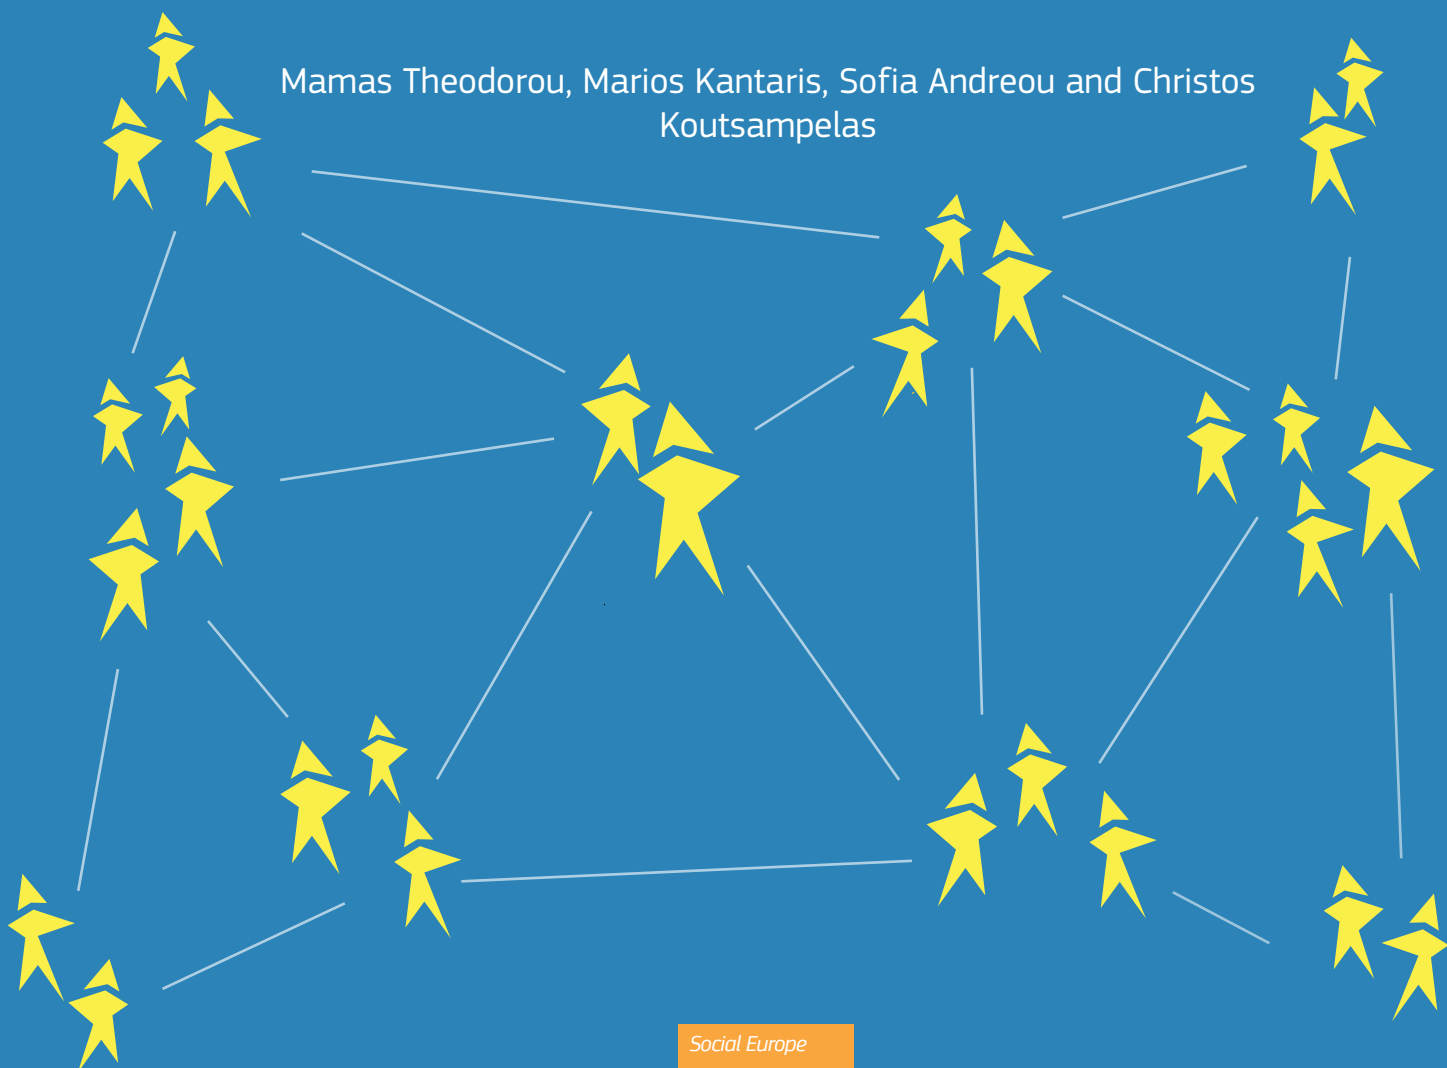 Mamas Theodorou, Marios Kantaris, Sofia Andreou and Christos
Koutsampelas
Social Europe